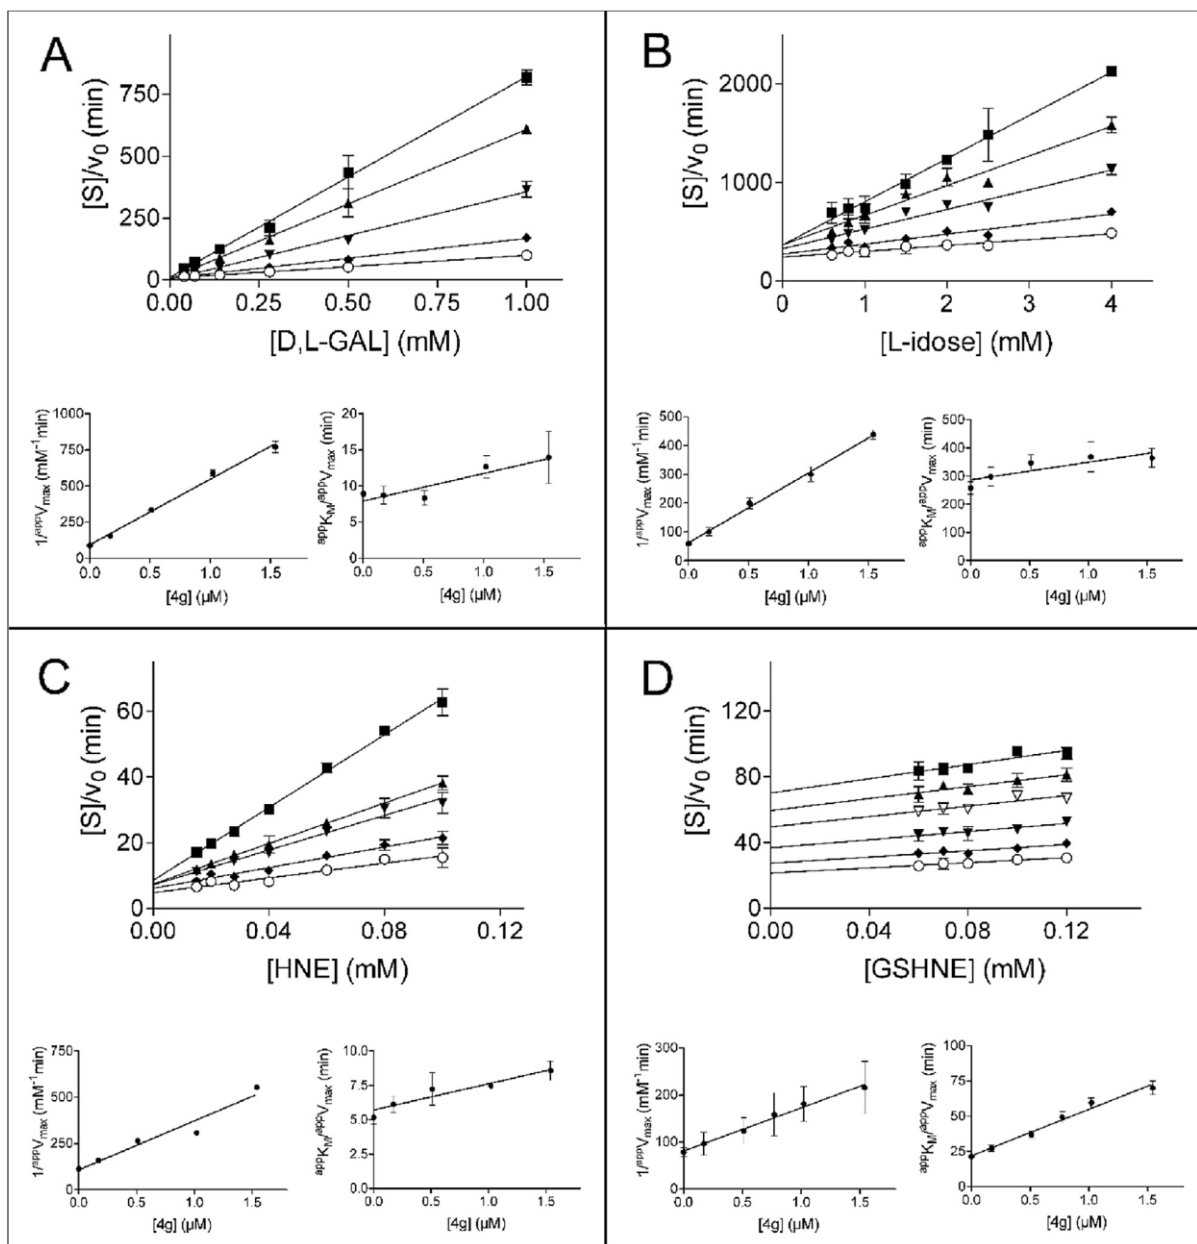 A
[S]/v0 (min)
750
500
250
0
0.00 0.25 0.50 0.75 1.00
[D,L-GAL] (mM)
1/appVmax (mM−1min)
1000
750
500
250
0
0.0 0.5 1.0 1.5
[4g] (μM)
appKM/appVmax (min)
20
15
10
5
0
0.0 0.5 1.0 1.5
[4g] (μM)
B
[S]/v0 (min)
2000
1000
0
0 1 2 3 4
[L-idose] (mM)
1/appVmax (mM−1min)
500
400
300
200
100
0
0.0 0.5 1.0 1.5
[4g] (μM)
appKM/appVmax (min)
500
400
300
200
100
0
0.0 0.5 1.0 1.5
[4g] (μM)
C
[S]/v0 (min)
60
40
20
0
0.00 0.04 0.08 0.12
[HNE] (mM)
1/appVmax (mM−1min)
750
500
250
0
0.0 0.5 1.0 1.5
[4g] (μM)
appKM/appVmax (min)
10.0
7.5
5.0
2.5
0.0
0.0 0.5 1.0 1.5
[4g] (μM)
D
[S]/v0 (min)
120
80
40
0
0.00 0.04 0.08 0.12
[GSHNE] (mM)
1/appVmax (mM−1min)
300
200
100
0
0.0 0.5 1.0 1.5
[4g] (μM)
appKM/appVmax (min)
100
75
50
25
0
0.0 0.5 1.0 1.5
[4g] (μM)